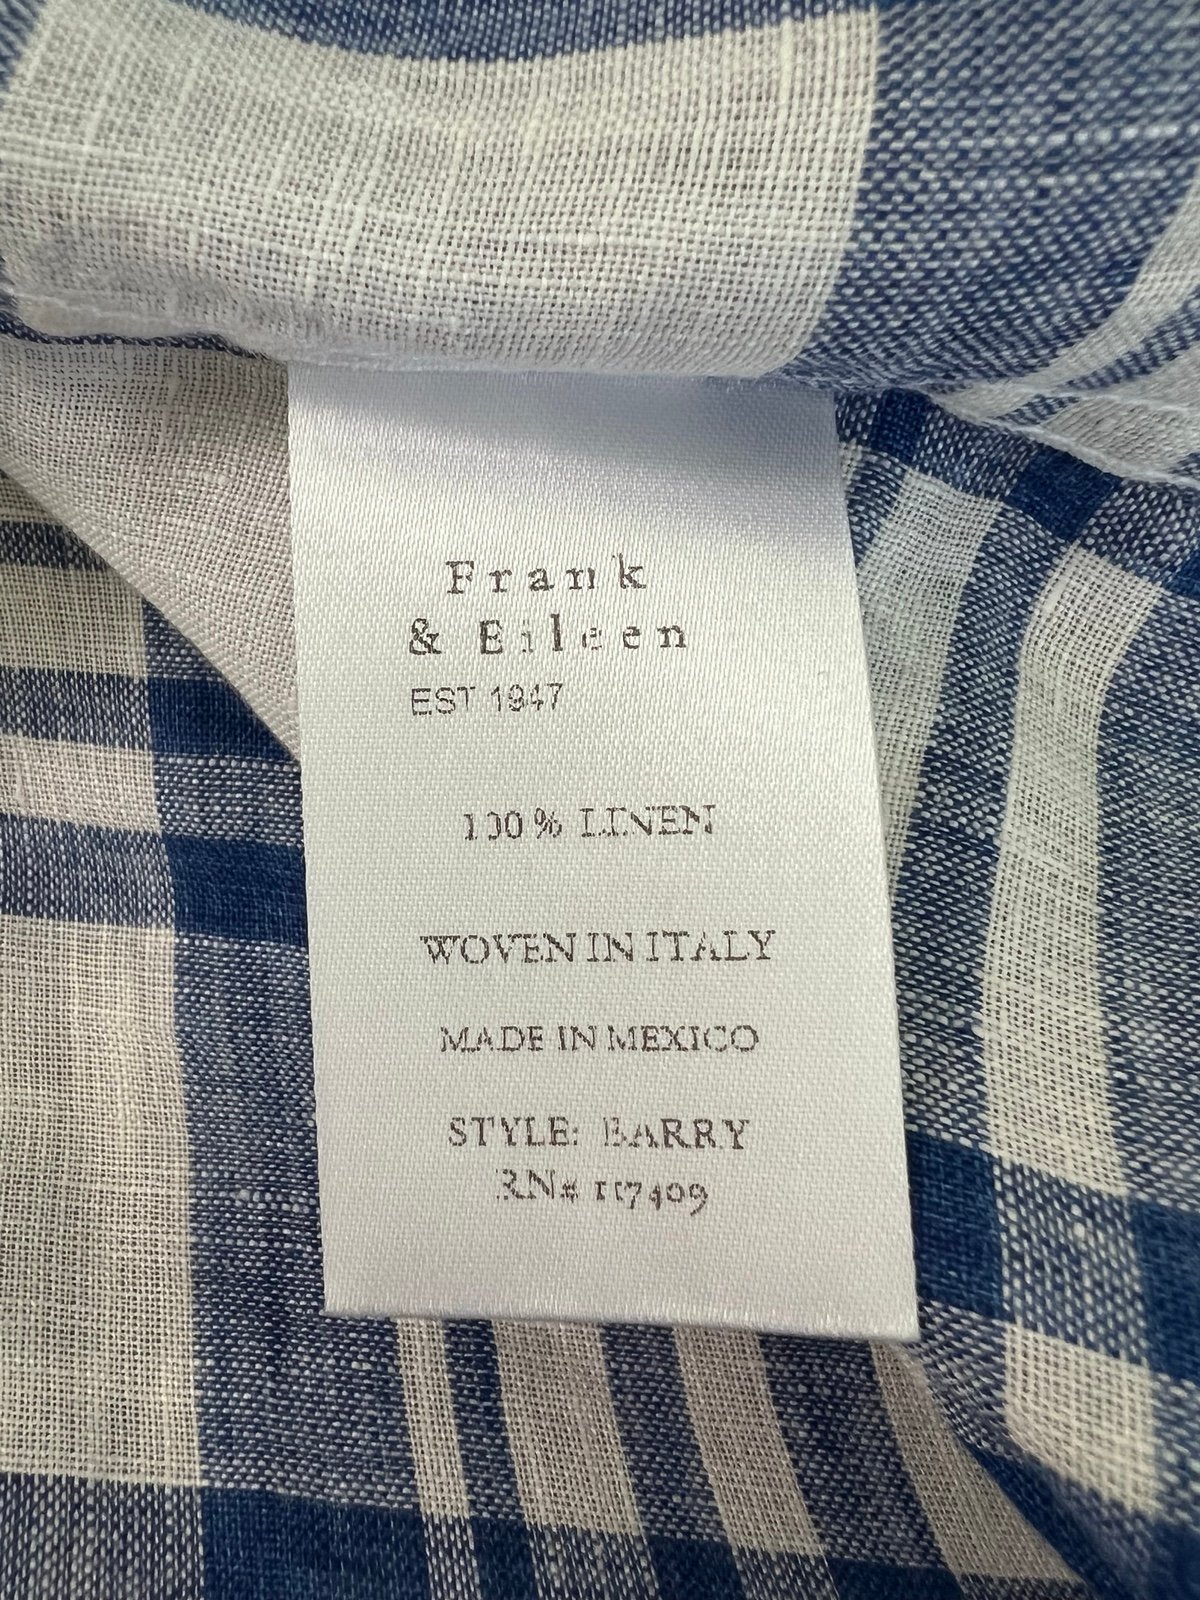 Frank
& Eileen
EST 1947
100% LINEN
WOVEN IN ITALY
MADE IN MEXICO
STYLE: BARRY
RN# 117409